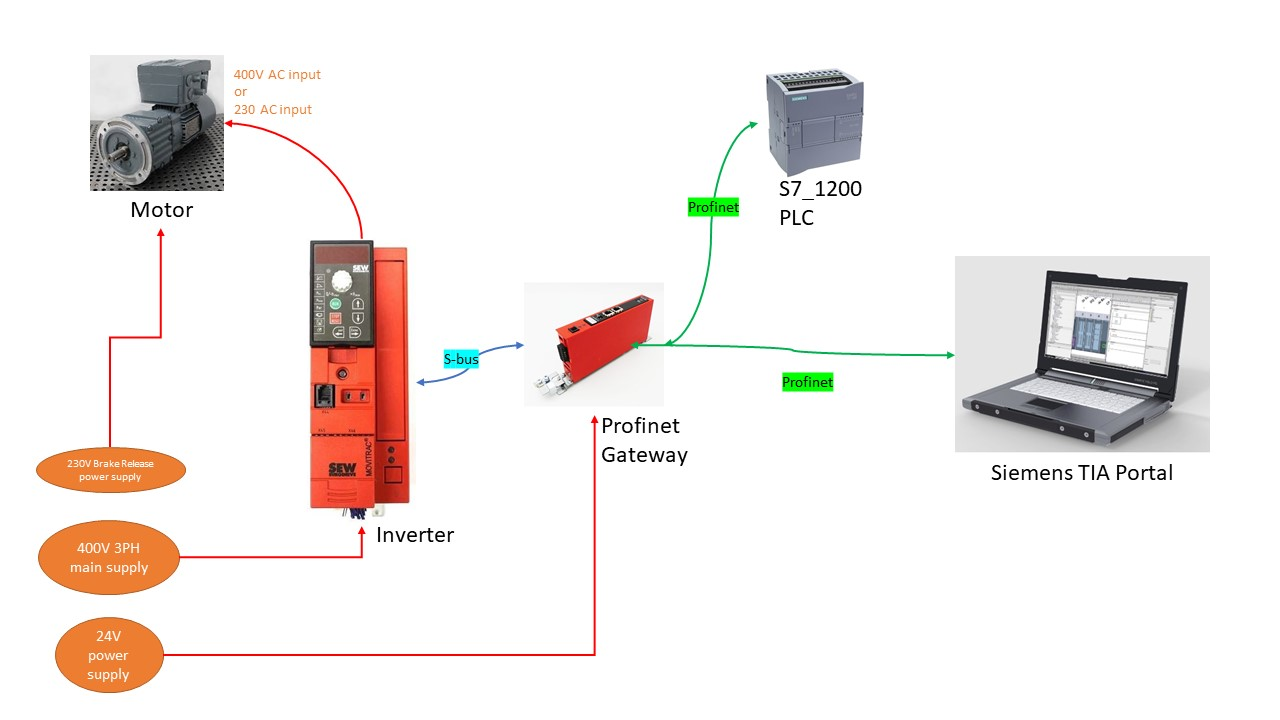 400V AC input
or
230 AC input
Motor
S7_1200
PLC
Profinet
SEW
S-bus
Profinet
Profinet
Gateway
Siemens TIA Portal
230V Brake Release
power supply
MOVITRAC®
SEW
Inverter
400V 3PH
main supply
24V
power
supply